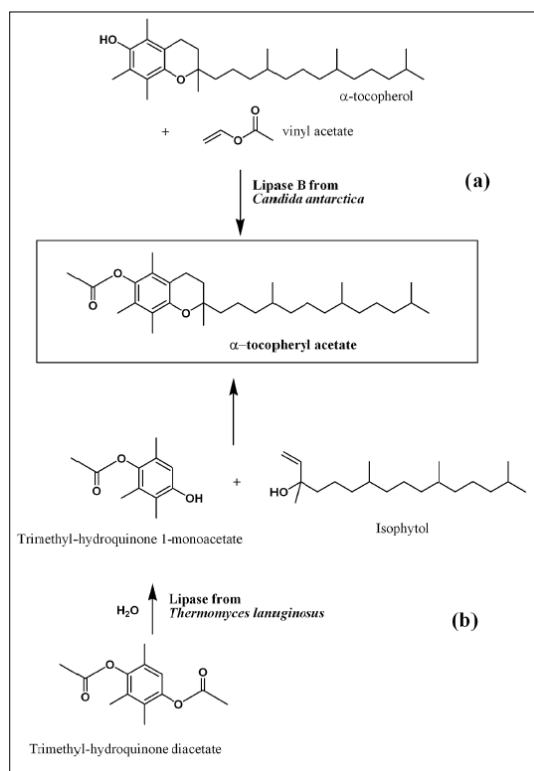 HO
O
α-tocopherol
+
O
O
vinyl acetate
(a)
Lipase B from
Candida antarctica
O
O
O
α-tocopheryl acetate
O
O
OH
+
HO
Trimethyl-hydroquinone 1-monoacetate
Isophytol
H₂O
Lipase from
Thermomyces lanuginosus
(b)
O
O
O
O
Trimethyl-hydroquinone diacetate